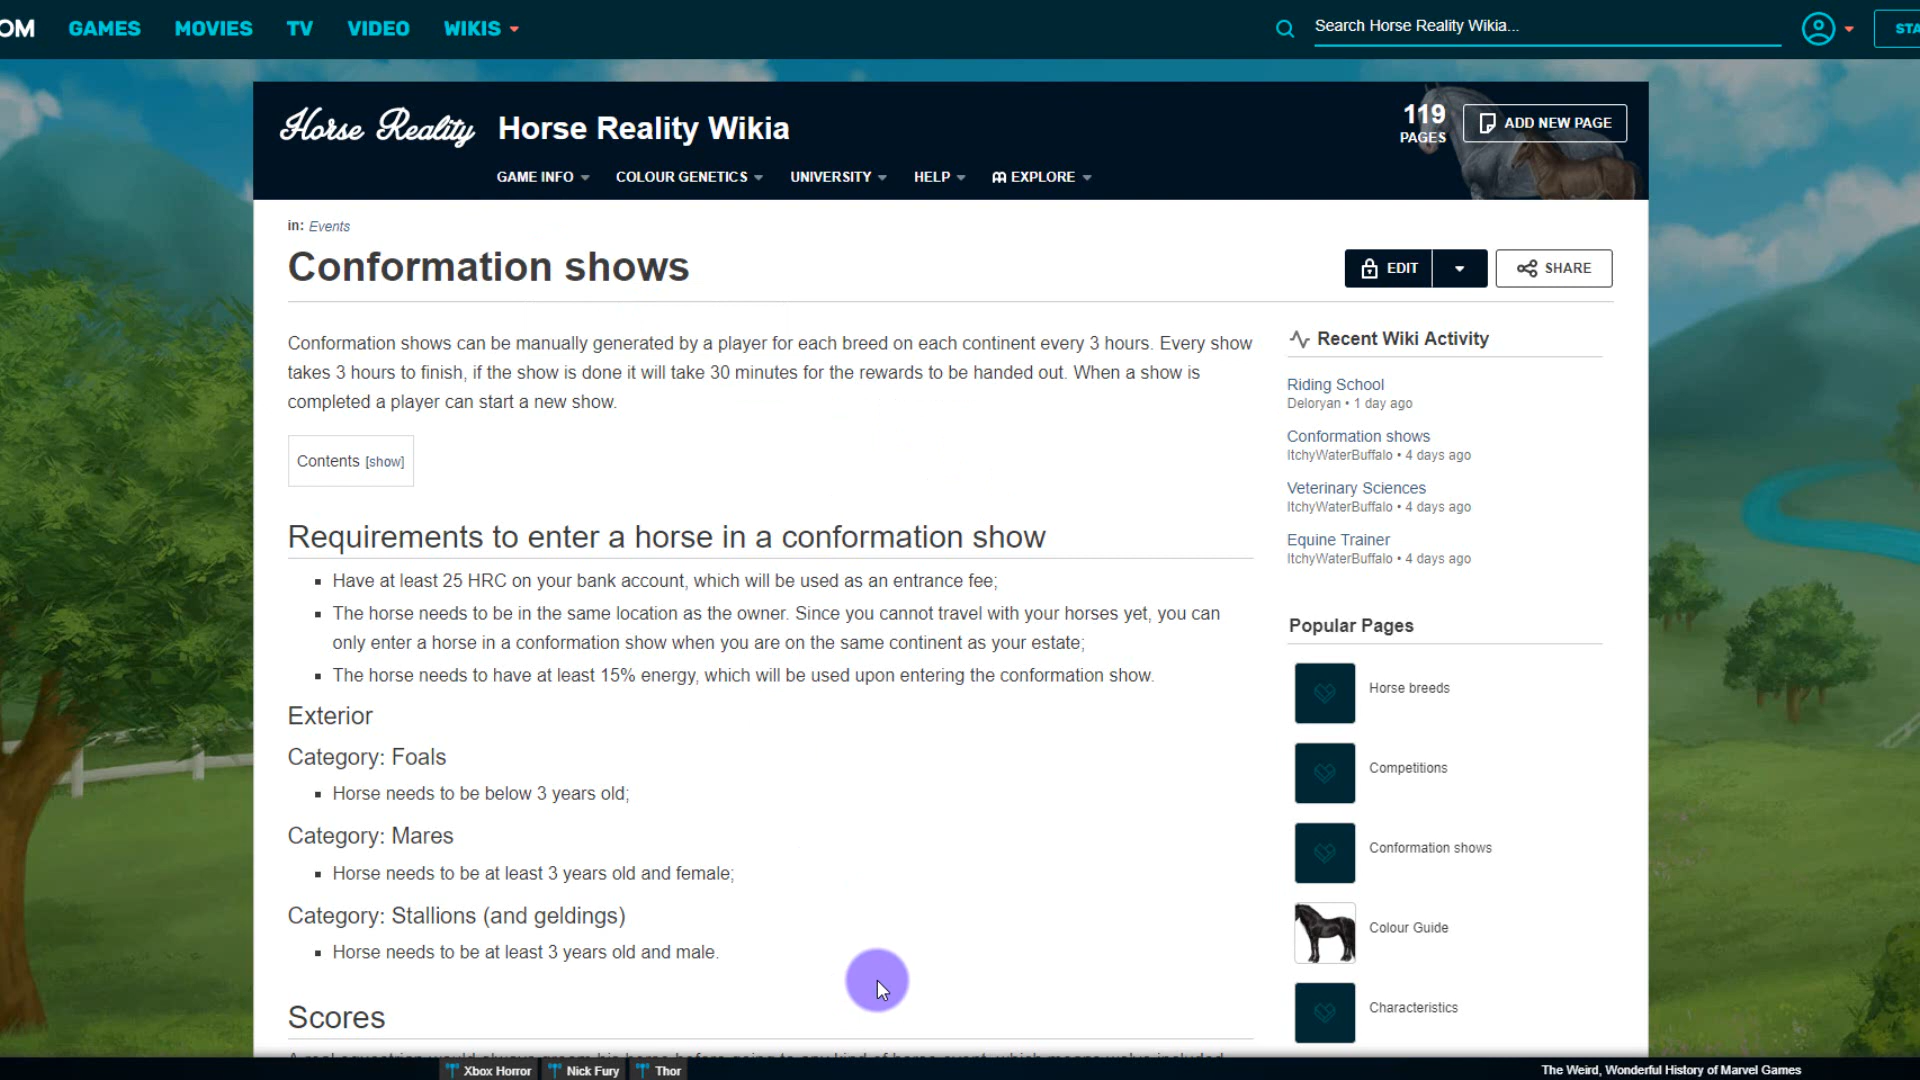 OM GAMES MOVIES TV VIDEO WIKIS Search Horse Reality Wikia... STA
Horse Reality Horse Reality Wikia 119 PAGES ADD NEW PAGE
GAME INFO COLOUR GENETICS UNIVERSITY HELP EXPLORE
in: Events
Conformation shows
EDIT SHARE
Conformation shows can be manually generated by a player for each breed on each continent every 3 hours. Every show
takes 3 hours to finish, if the show is done it will take 30 minutes for the rewards to be handed out. When a show is
completed a player can start a new show.
Contents [show]
Requirements to enter a horse in a conformation show
Have at least 25 HRC on your bank account, which will be used as an entrance fee;
The horse needs to be in the same location as the owner. Since you cannot travel with your horses yet, you can
only enter a horse in a conformation show when you are on the same continent as your estate;
The horse needs to have at least 15% energy, which will be used upon entering the conformation show.
Exterior
Category: Foals
Horse needs to be below 3 years old;
Category: Mares
Horse needs to be at least 3 years old and female;
Category: Stallions (and geldings)
Horse needs to be at least 3 years old and male.
Scores
Recent Wiki Activity
Riding School
Deloryan • 1 day ago
Conformation shows
ItchyWaterBuffalo • 4 days ago
Veterinary Sciences
ItchyWaterBuffalo • 4 days ago
Equine Trainer
ItchyWaterBuffalo • 4 days ago
Popular Pages
Horse breeds
Competitions
Conformation shows
Colour Guide
Characteristics
Xbox Horror Nick Fury Thor The Weird, Wonderful History of Marvel Games